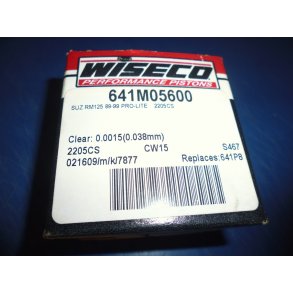 WISECO
PERFORMANCE PISTONS
641M05600
SUZ RM125 89-99 PRO-LITE 2205CS
Clear: 0.0015(0.038mm)
2205CS CW15 S467
021609/m/k/7877 Replaces:641P8